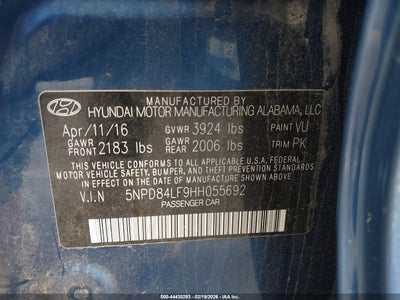 MANUFACTURED BY
HYUNDAI MOTOR MANUFACTURING ALABAMA, LLC
Apr/11/16 GVWR 3924 lbs PAINT VU
GAWR FRONT 2183 lbs GAWR REAR 2006 lbs TRIM PK
THIS VEHICLE CONFORMS TO ALL APPLICABLE U.S.A. FEDERAL
MOTOR VEHICLE SAFETY, BUMPER, AND THEFT PREVENTION STANDARDS
IN EFFECT ON THE DATE OF MANUFACTURE SHOWN ABOVE.
V.I.N 5NPD84LF9HH055692
PASSENGER CAR
000-44430293 - 02/19/2026 - IAA Inc.